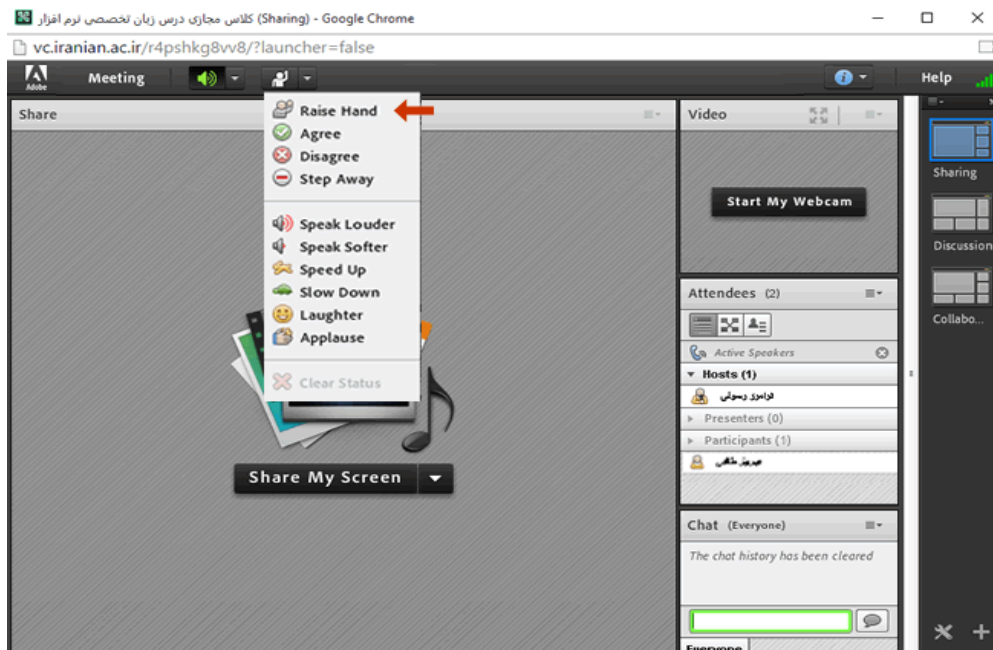 کلاس مجازی درس زبان تخصصی نرم افزار (Sharing) - Google Chrome
vc.iranian.ac.ir/r4pshkg8vv8/?launcher=false
Adobe
Meeting
Help
Share
Raise Hand
Agree
Disagree
Step Away
Speak Louder
Speak Softer
Speed Up
Slow Down
Laughter
Applause
Clear Status
Share My Screen
Video
Start My Webcam
Attendees (2)
Active Speakers
Hosts (1)
فرامرز رسولی
Presenters (0)
Participants (1)
Chat (Everyone)
The chat history has been cleared
Everyone
Sharing
Discussion
Collabo...